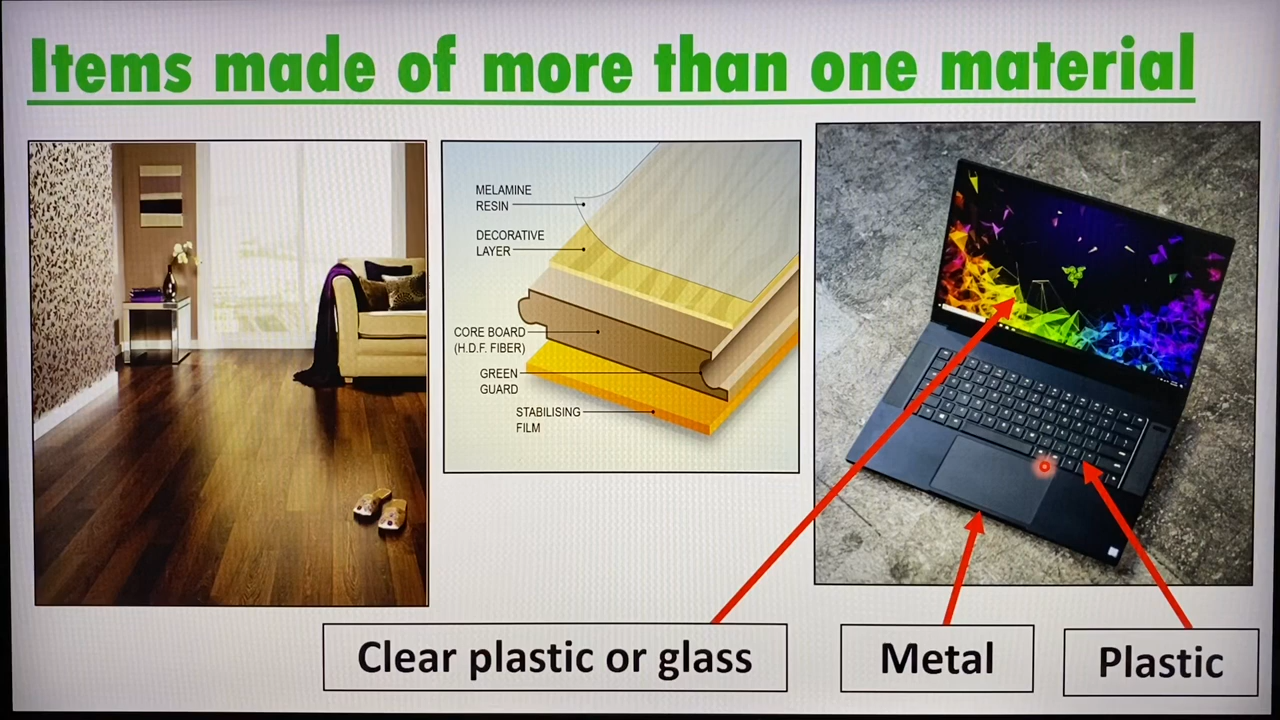 Items made of more than one material
MELAMINE
RESIN
DECORATIVE
LAYER
CORE BOARD
(H.D.F. FIBER)
GREEN
GUARD
STABILISING
FILM
Clear plastic or glass
Metal
Plastic